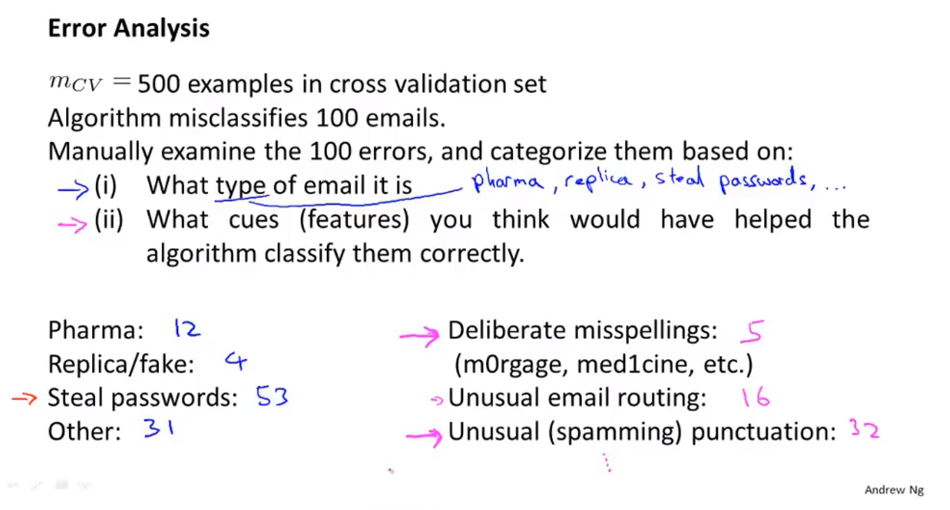 Error Analysis
m_CV = 500 examples in cross validation set
Algorithm misclassifies 100 emails.
Manually examine the 100 errors, and categorize them based on:
→ (i) What type of email it is pharma, replica, steal passwords, ...
→ (ii) What cues (features) you think would have helped the
algorithm classify them correctly.
Pharma: 12
Replica/fake: 4
→ Steal passwords: 53
Other: 31
→ Deliberate misspellings: 5
(m0rgage, med1cine, etc.)
→ Unusual email routing: 16
→ Unusual (spamming) punctuation: 32
⋮
Andrew Ng